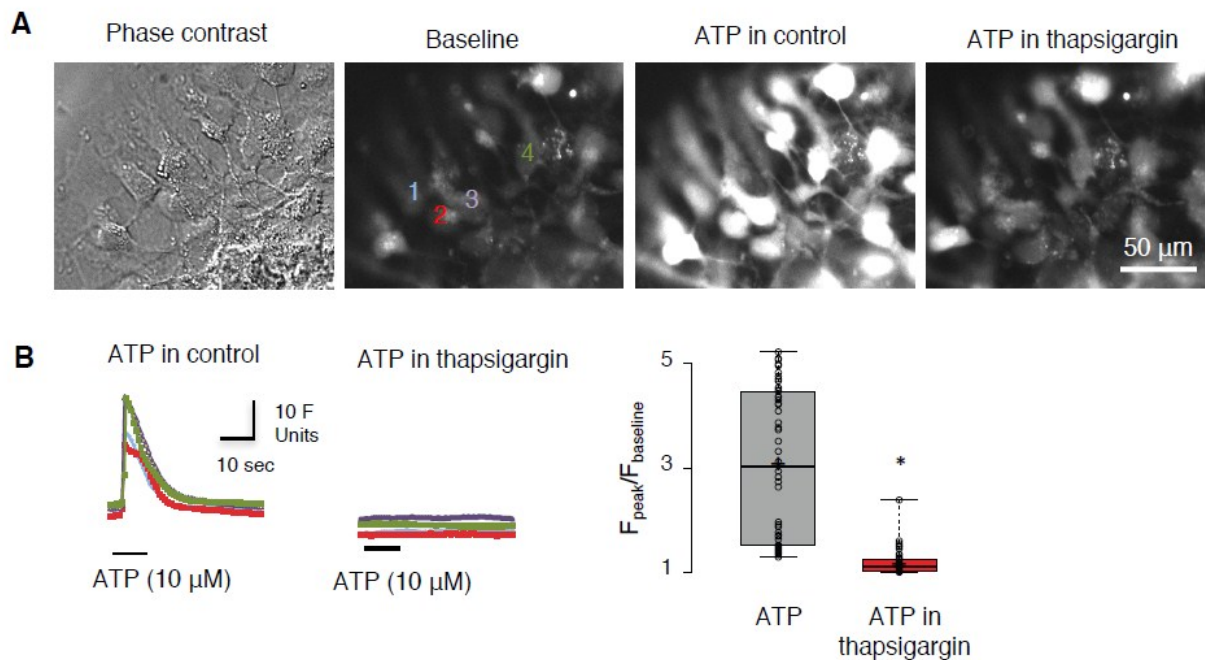 A
Phase contrast
Baseline
ATP in control
ATP in thapsigargin
1
2
3
4
50 µm
B
ATP in control
10 F
Units
10 sec
ATP (10 µM)
ATP in thapsigargin
ATP (10 µM)
Fpeak/Fbaseline
5
3
1
*
ATP
ATP in
thapsigargin